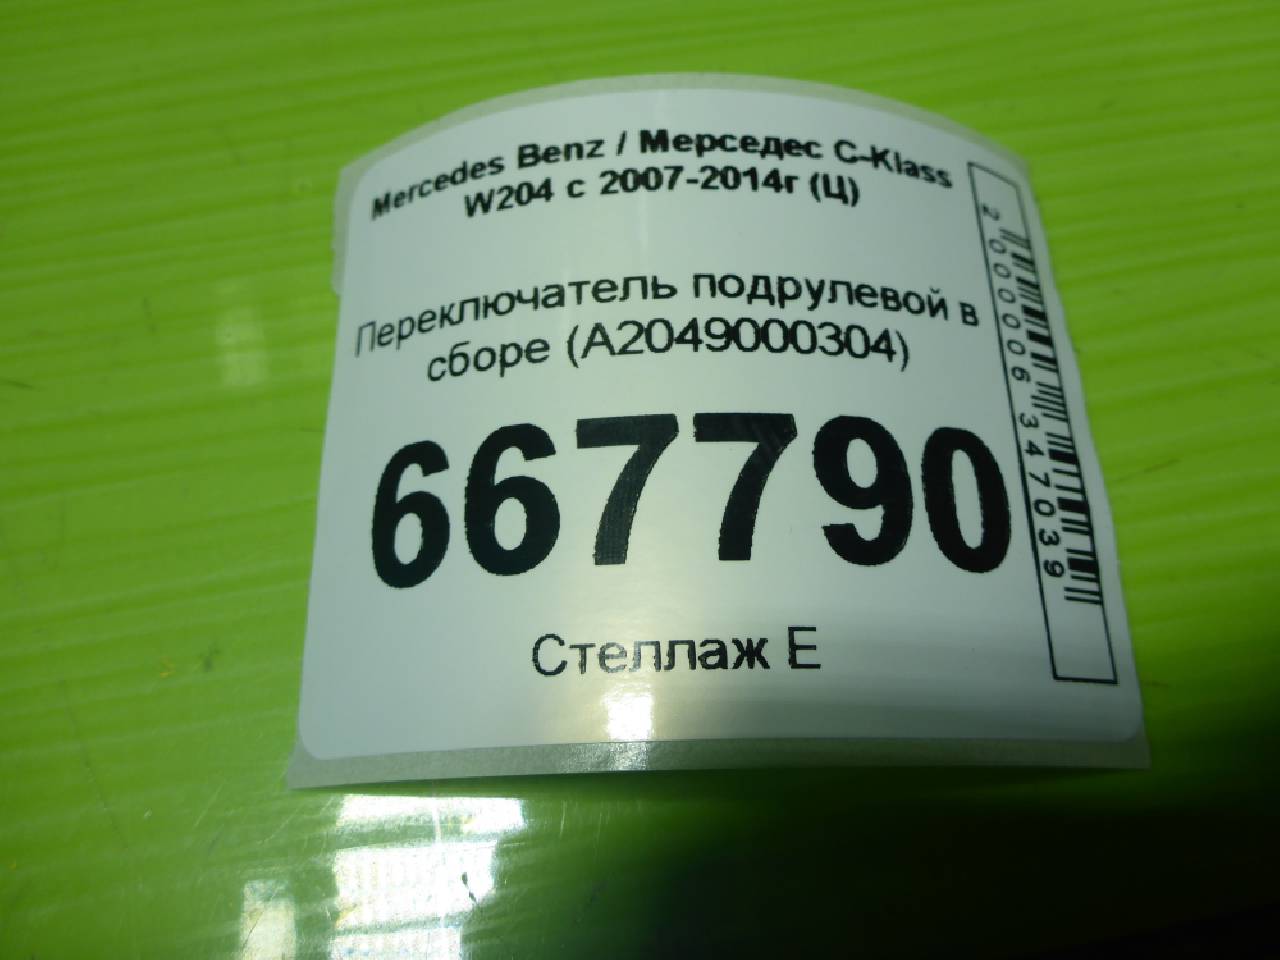 Mercedes Benz / Мерседес C-Klass
W204 с 2007-2014г (Ц)
Переключатель подрулевой в
сборе (A2049000304)
667790
Стеллаж Е
2000006347039